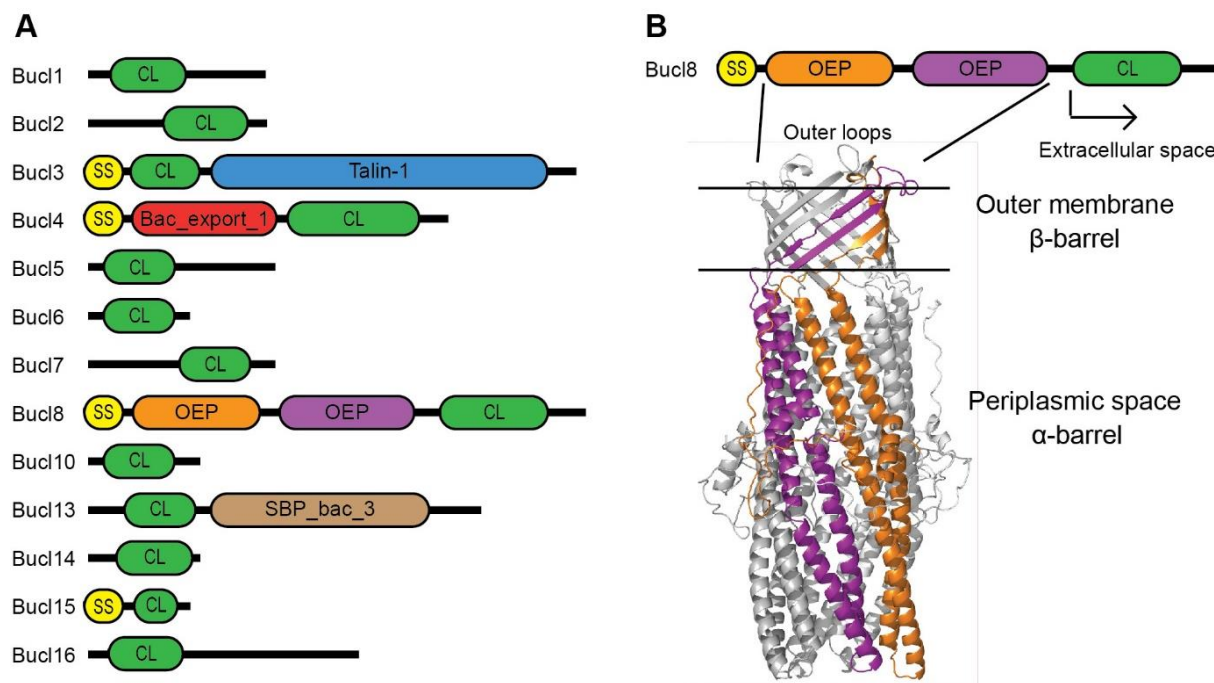 A
Bucl1 CL
Bucl2 CL
Bucl3 SS CL Talin-1
Bucl4 SS Bac_export_1 CL
Bucl5 CL
Bucl6 CL
Bucl7 CL
Bucl8 SS OEP OEP CL
Bucl10 CL
Bucl13 CL SBP_bac_3
Bucl14 CL
Bucl15 SS CL
Bucl16 CL
B
Bucl8 SS OEP OEP CL
Outer loops
Extracellular space
Outer membrane
β-barrel
Periplasmic space
α-barrel